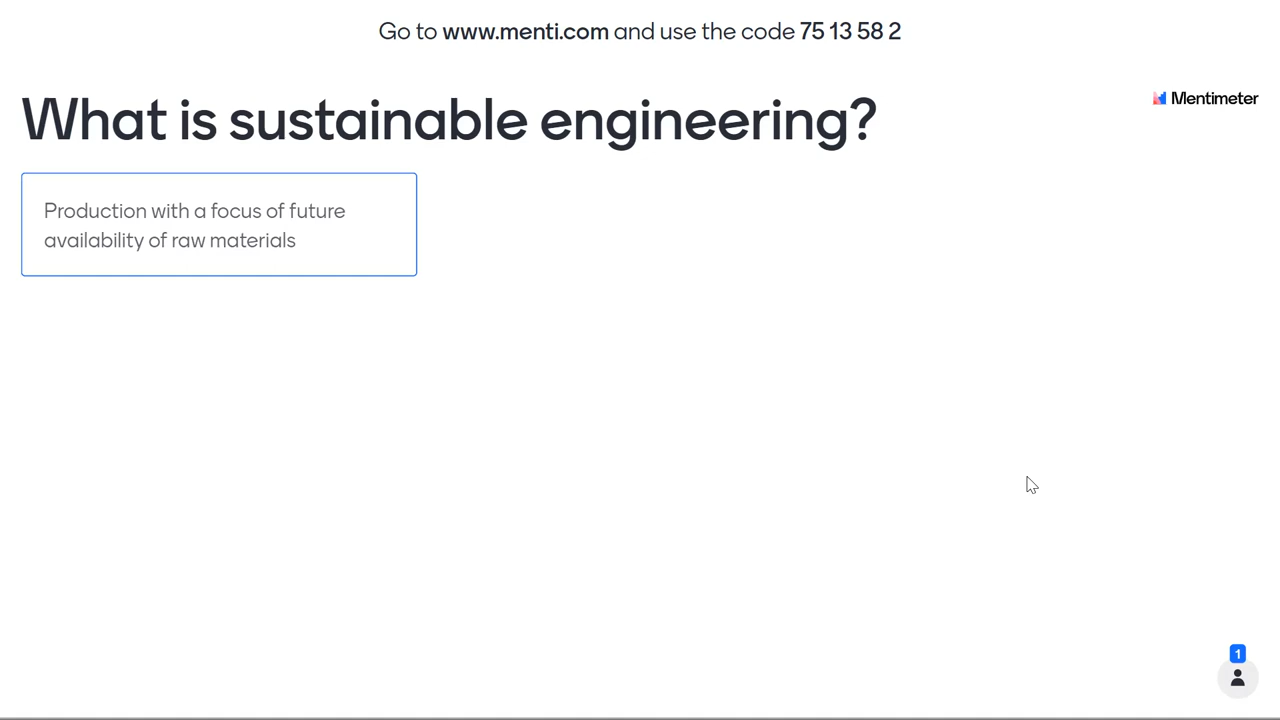 Go to www.menti.com and use the code 75 13 58 2
Mentimeter
What is sustainable engineering?
Production with a focus of future
availability of raw materials
1